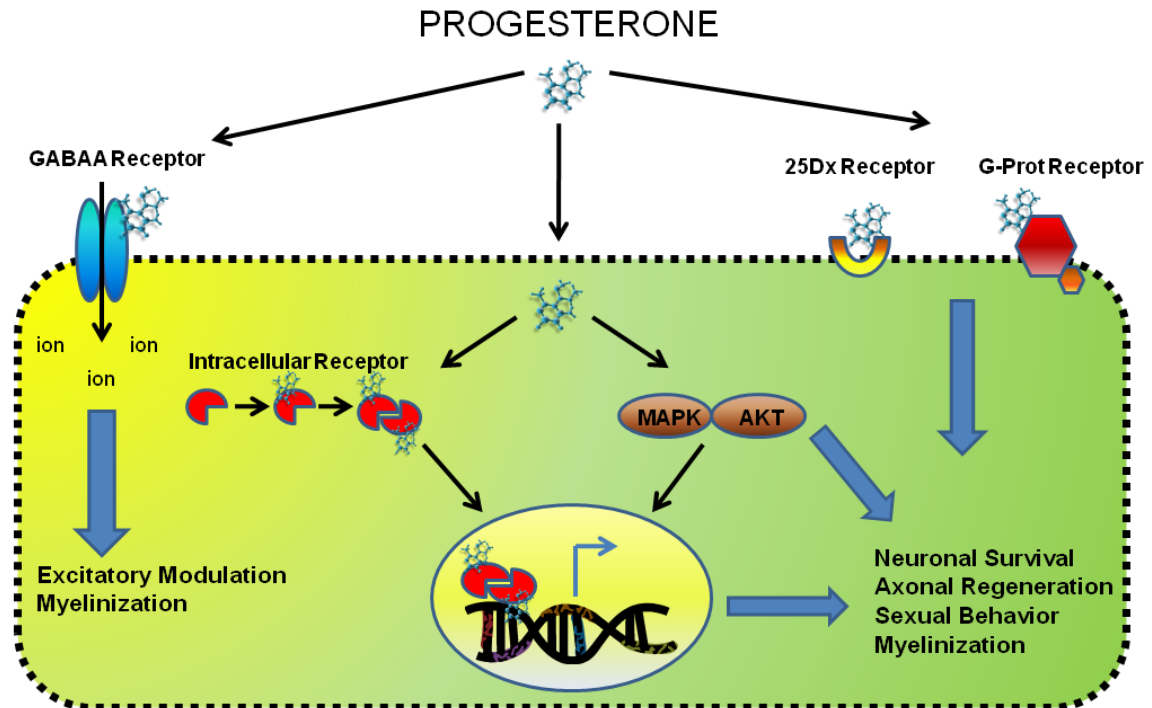 PROGESTERONE
GABAA Receptor
25Dx Receptor
G-Prot Receptor
ion
ion
ion
Intracellular Receptor
MAPK
AKT
Excitatory Modulation
Myelinization
Neuronal Survival
Axonal Regeneration
Sexual Behavior
Myelinization